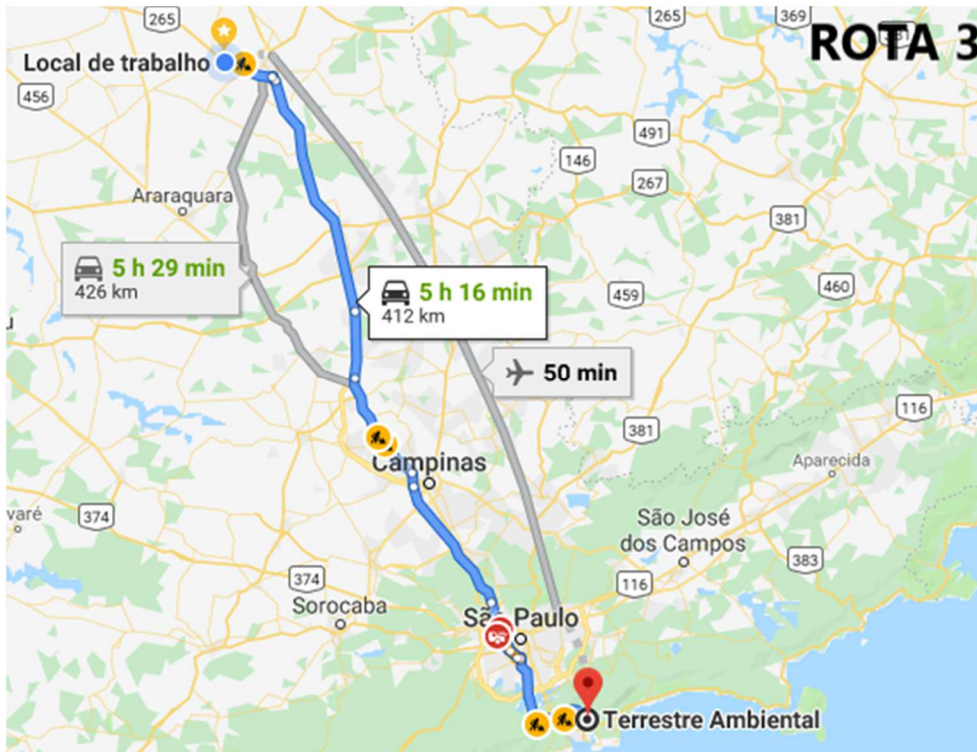 265
265
369
ROTA 3
Local de trabalho
456
491
146
267
Araraquara
381
5 h 29 min
426 km
5 h 16 min
412 km
459
460
50 min
116
381
Campinas
Aparecida
varé
374
São José
dos Campos
383
374
116
Sorocaba
São Paulo
Terrestre Ambiental